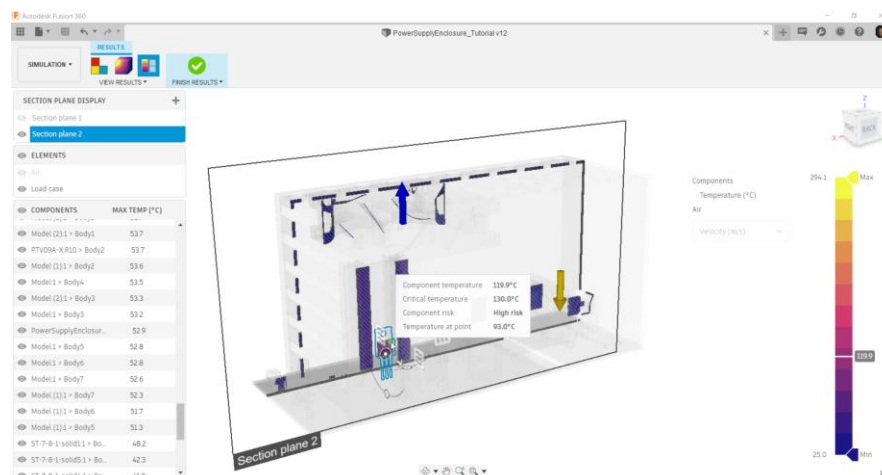 Autodesk Fusion 360
PowerSupplyEnclosure_Tutorial v12
RESULTS
SIMULATION
VIEW RESULTS
FINISH RESULTS
SECTION PLANE DISPLAY
Section plane 1
Section plane 2
ELEMENTS
Air
Load case
COMPONENTS MAX TEMP (°C)
Model (2):1 > Body1 53.7
PTV09A-X:R10 > Body2 53.7
Model (1):1 > Body2 53.6
Model:1 > Body4 53.5
Model (2):1 > Body3 53.3
Model:1 > Body3 53.2
PowerSupplyEnclosur... 52.9
Model:1 > Body5 52.8
Model:1 > Body6 52.8
Model:1 > Body7 52.6
Model (1):1 > Body7 52.3
Model (1):1 > Body6 51.7
Model (1):1 > Body5 51.3
ST-7-8-1-solid1:1 > Bo... 48.2
ST-7-8-1-solid5:1 > Bo... 42.3
Component temperature 119.9°C
Critical temperature 130.0°C
Component risk High risk
Temperature at point 93.0°C
Section plane 2
Components
Temperature (°C)
Air
Velocity (m/s)
Z
X
BACK
294.1 Max
119.9
25.0 Min